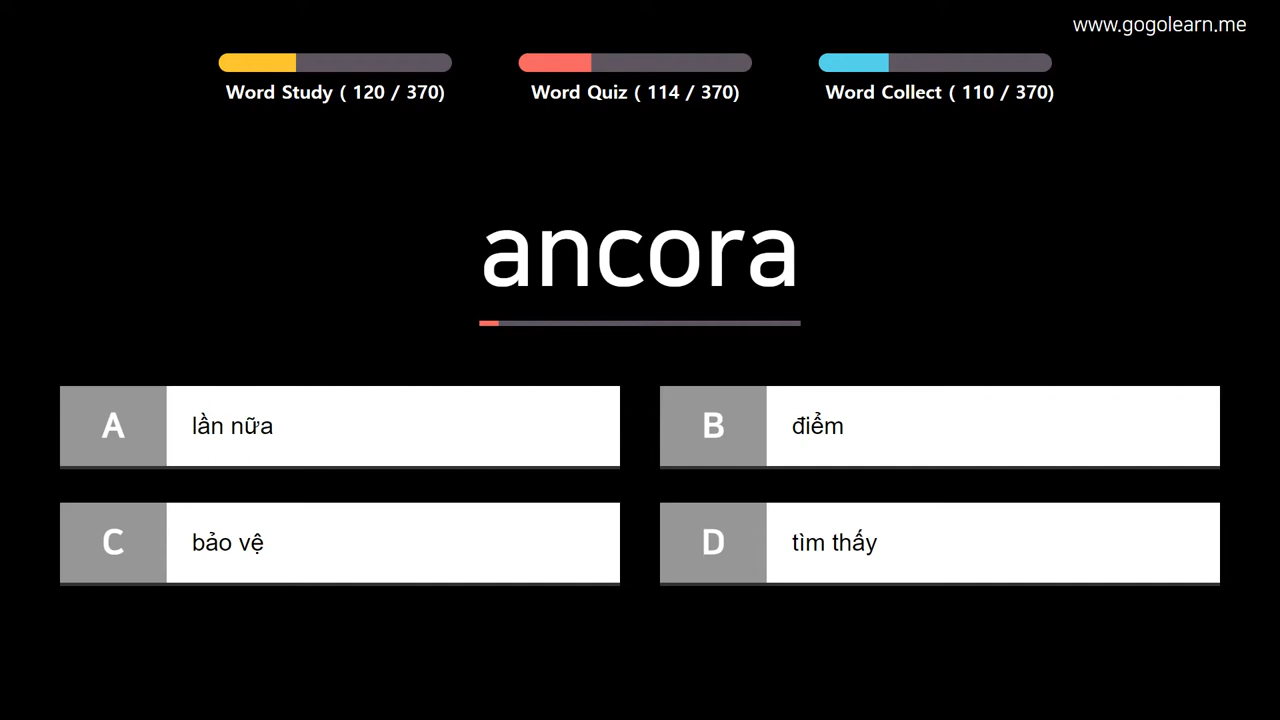 www.gogolearn.me
Word Study ( 120 / 370)
Word Quiz ( 114 / 370)
Word Collect ( 110 / 370)
ancora
A lần nữa
B điểm
C bảo vệ
D tìm thấy